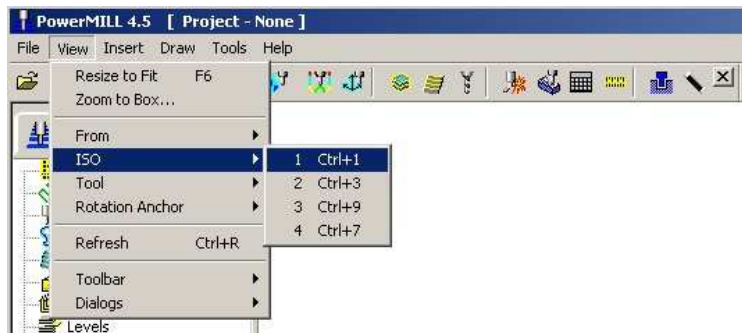 PowerMILL 4.5 [ Project - None ]
File View Insert Draw Tools Help
Resize to Fit F6
Zoom to Box...
From
ISO
Tool
Rotation Anchor
Refresh Ctrl+R
Toolbar
Dialogs
1 Ctrl+1
2 Ctrl+3
3 Ctrl+9
4 Ctrl+7
Levels